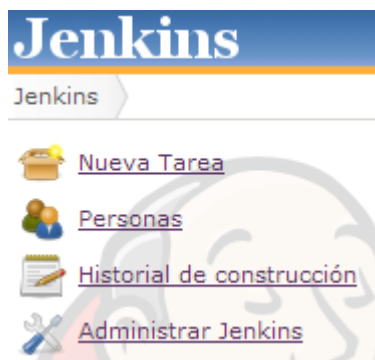 Jenkins
Jenkins
Nueva Tarea
Personas
Historial de construcción
Administrar Jenkins